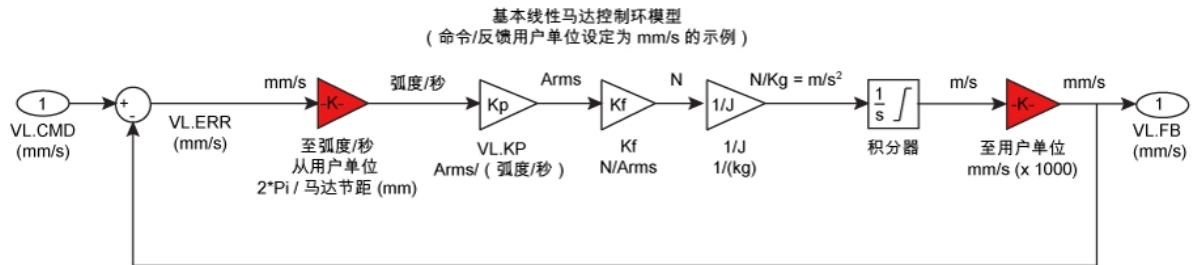 基本线性马达控制环模型
（命令/反馈用户单位设定为 mm/s 的示例）
mm/s
弧度/秒
Arms
N
N/Kg = m/s²
m/s
mm/s
1
+
-
-K-
Kp
Kf
1/J
1
s
∫
-K-
1
VL.CMD
(mm/s)
VL.ERR
(mm/s)
至弧度/秒
从用户单位
2*Pi / 马达节距 (mm)
VL.KP
Arms/（弧度/秒）
Kf
N/Arms
1/J
1/(kg)
积分器
至用户单位
mm/s (x 1000)
VL.FB
(mm/s)